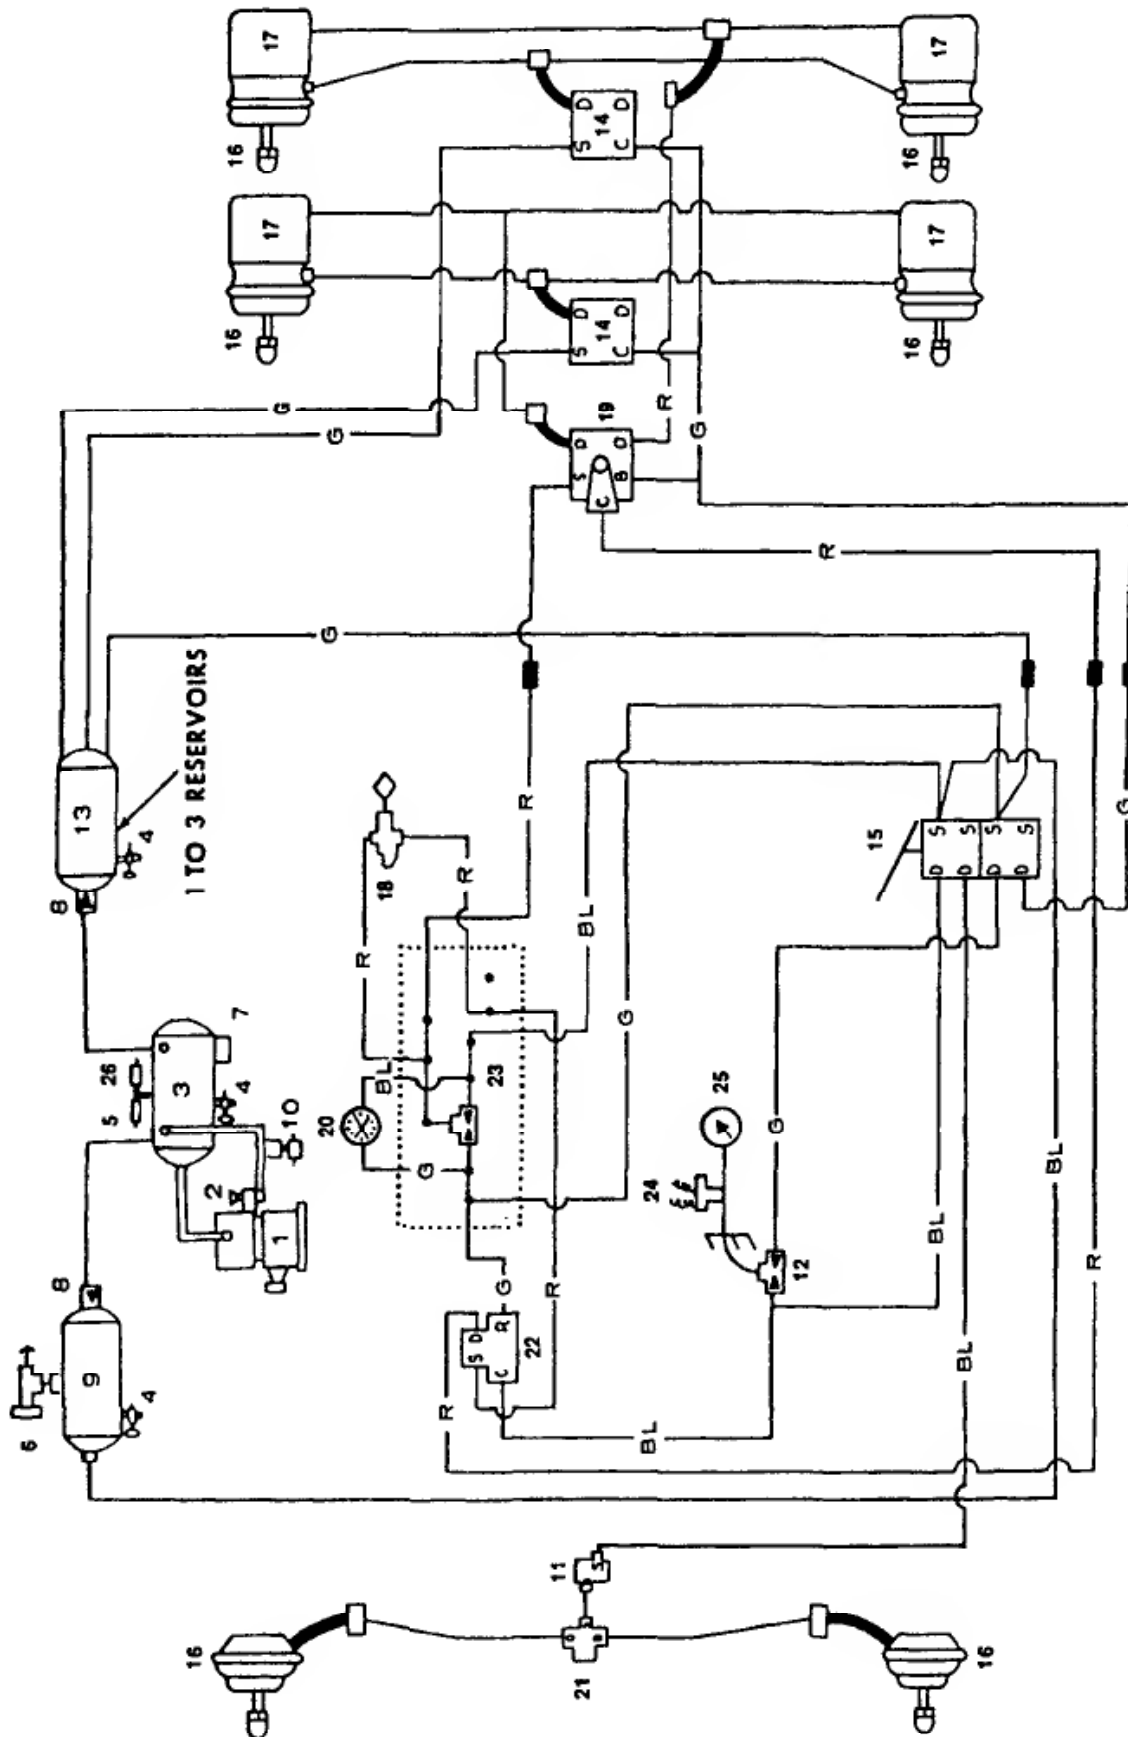 17
17
16
16
14
S
D
D
C
17
17
16
16
14
S
D
D
C
G
G
R
19
S
D
C
B
D
G
R
G
1 TO 3 RESERVOIRS
13
4
8
R
18
R
R
BL
15
S
S
S
S
D
D
D
D
G
7
26
3
4
5
10
2
1
BL
23
20
G
G
25
24
G
12
BL
BL
BL
R
8
9
6
4
G
R
R
S
D
R
C
22
BL
11
S
21
16
16